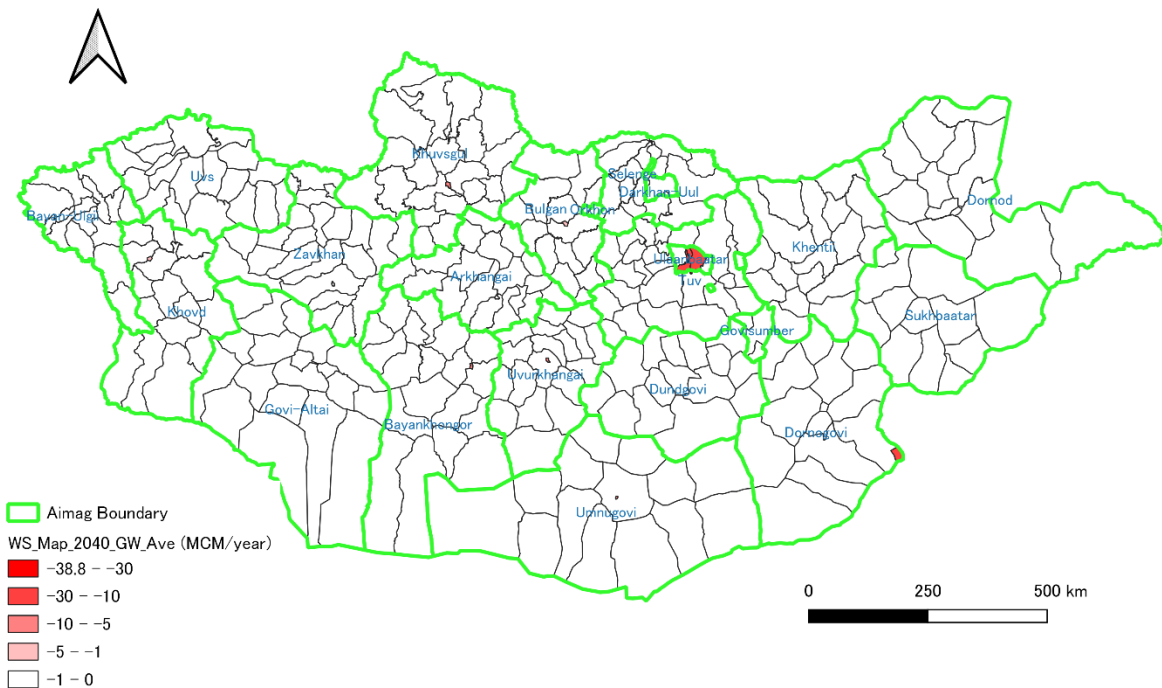 Khuvsgul
Uvs
Selenge
Darkhan-Uul
Bayan-Ulgi
Bulgan
Orkhon
Dornod
Zavkhan
Khentii
Ulaanbaatar
Arkhangai
Tuv
Khovd
Sukhbaatar
Govisumber
Uvurkhangai
Dundgovi
Govi-Altai
Bayankhongor
Dornogovi
Umnugovi
Aimag Boundary
WS_Map_2040_GW_Ave (MCM/year)
-38.8 - -30
-30 - -10
-10 - -5
-5 - -1
-1 - 0
0 250 500 km